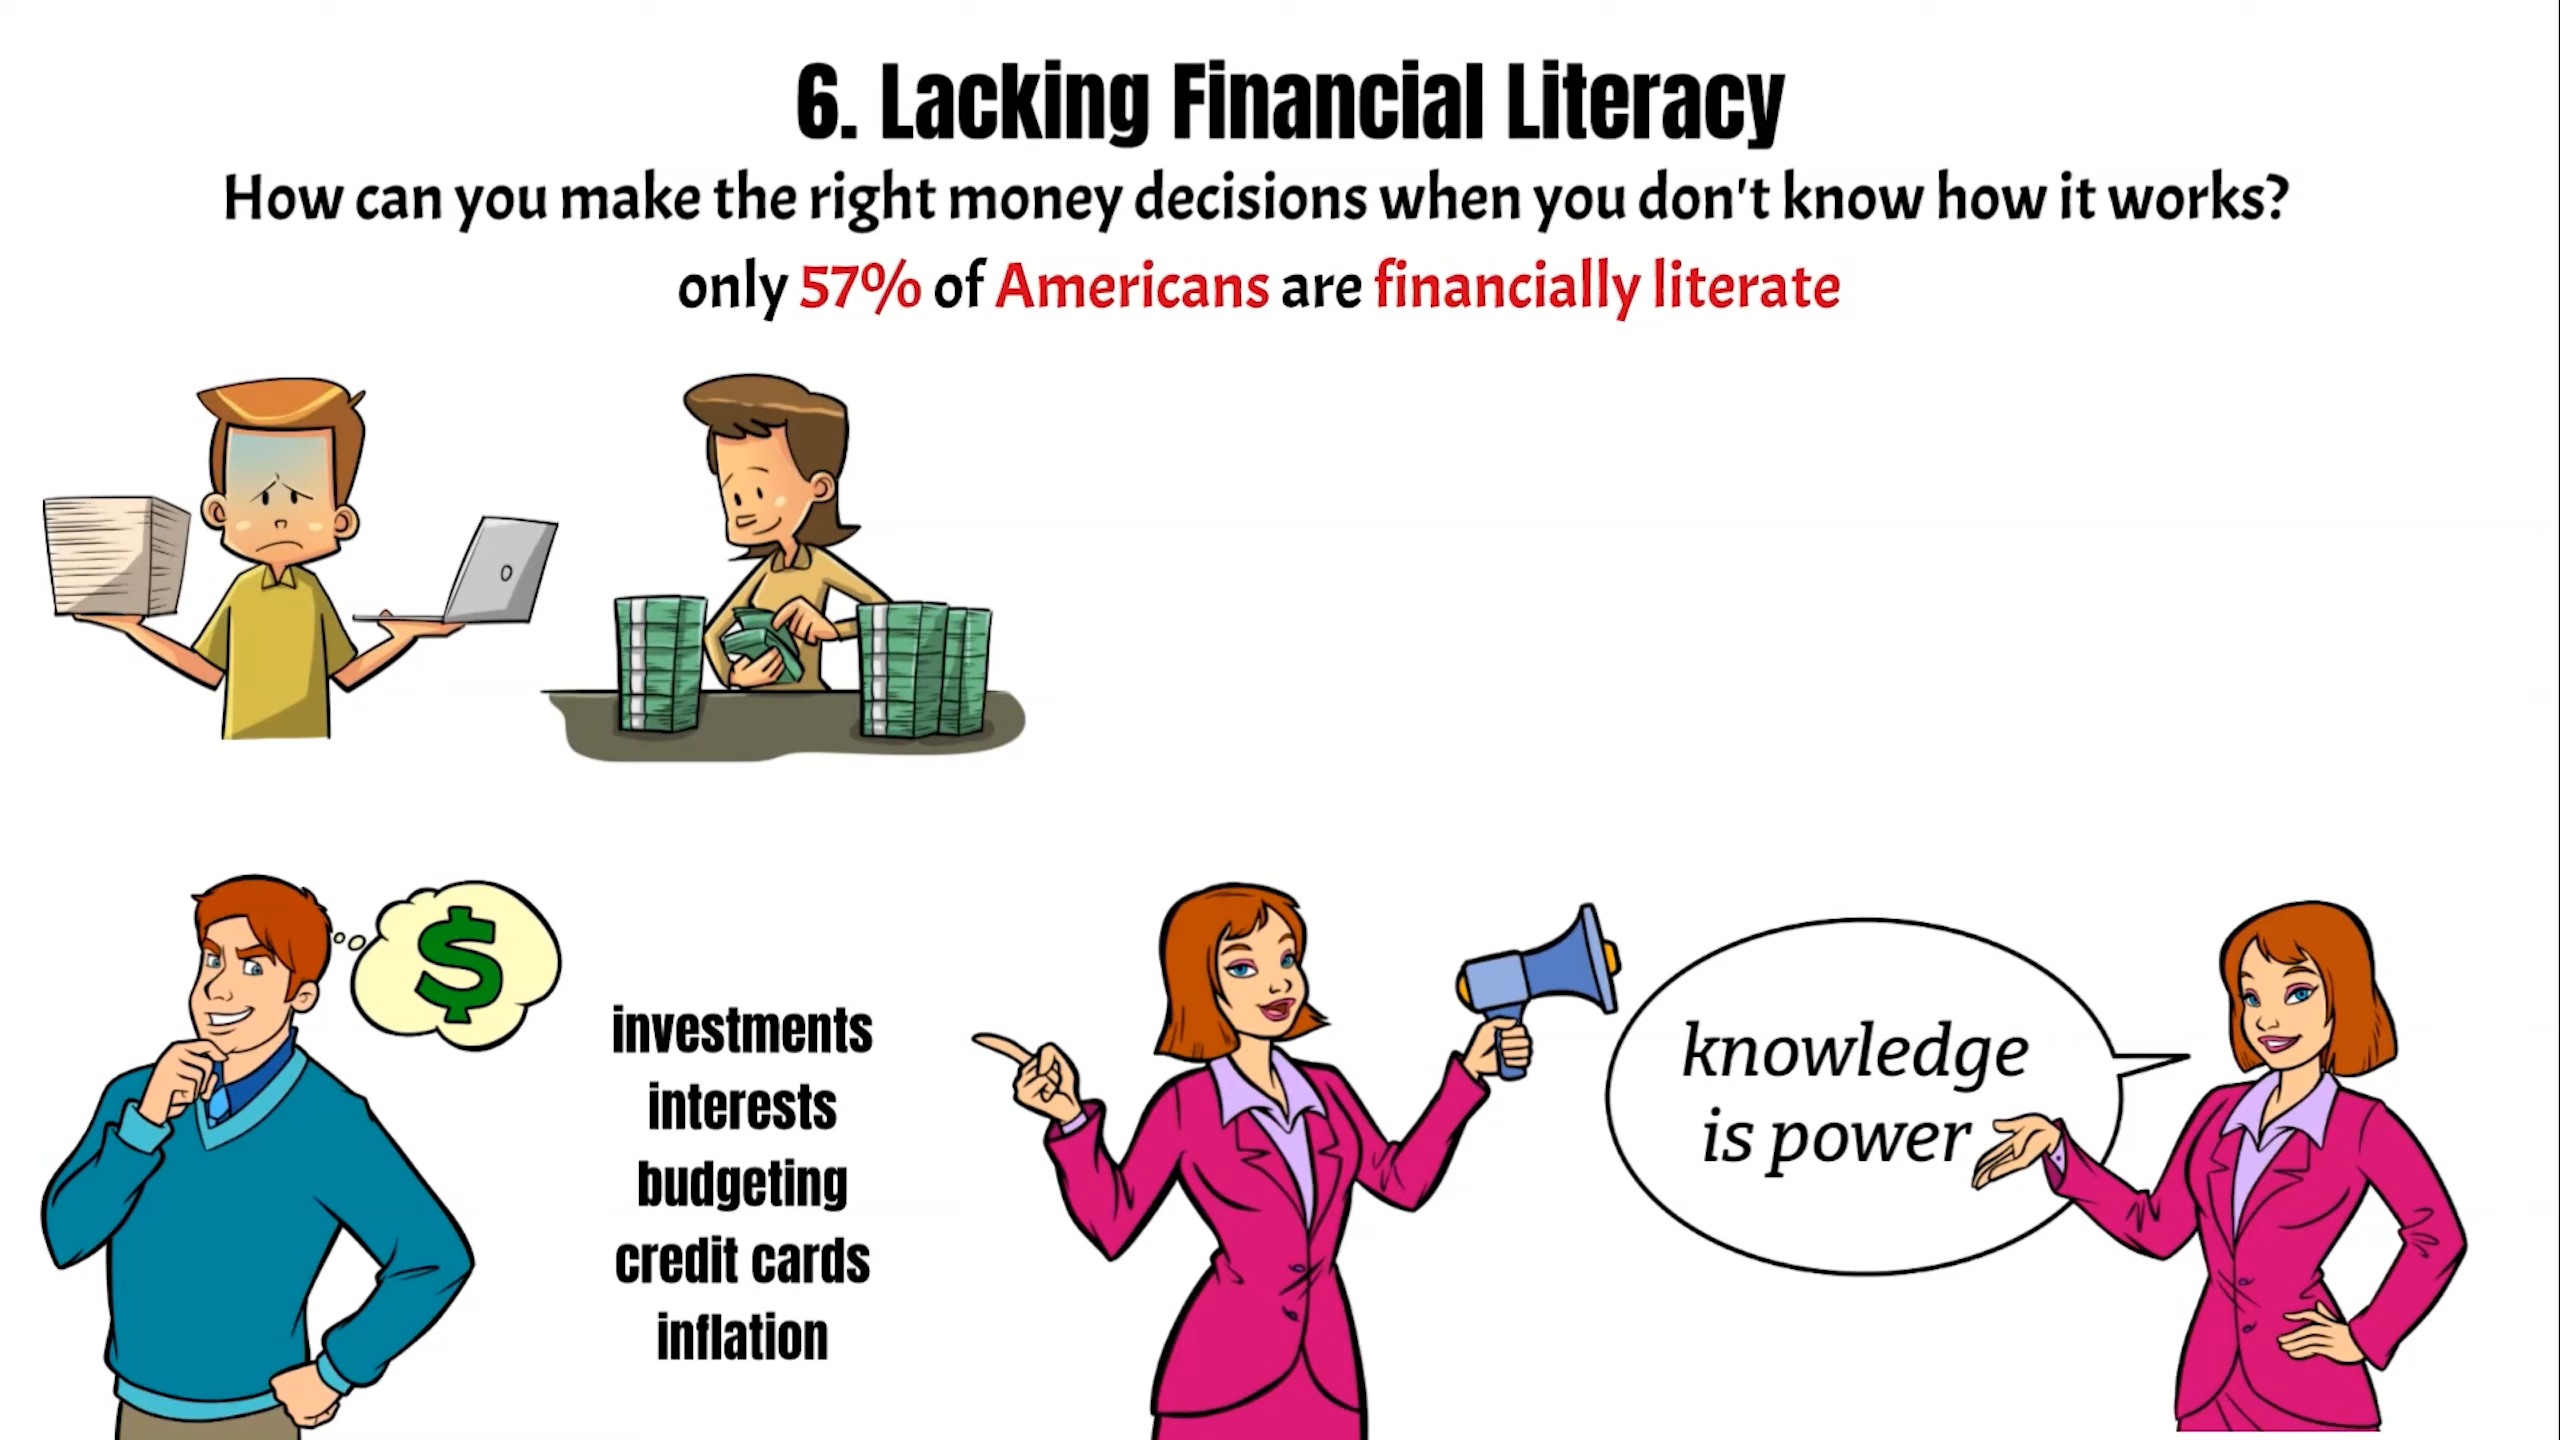 6. Lacking Financial Literacy
How can you make the right money decisions when you don't know how it works?
only 57% of Americans are financially literate
$
investments
interests
budgeting
credit cards
inflation
knowledge
is power